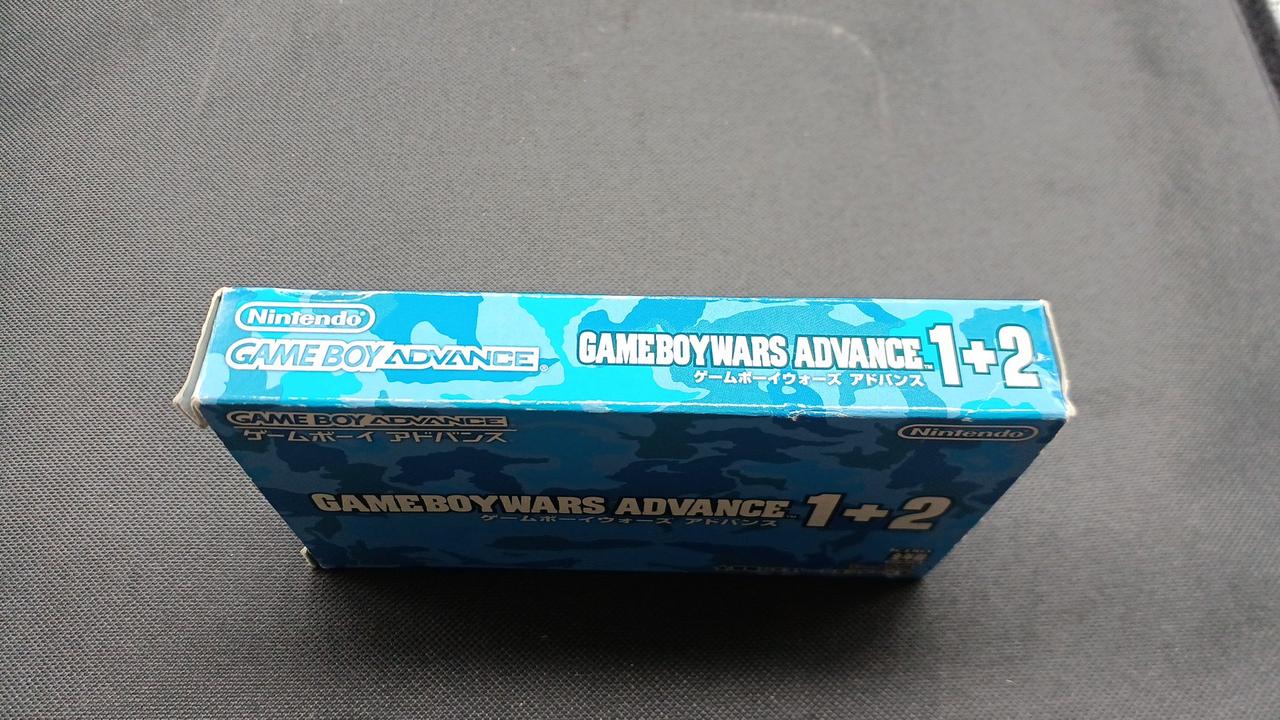 Nintendo®
GAME BOY ADVANCE®
GAMEBOYWARS ADVANCE™ 1+2
ゲームボーイウォーズ アドバンス
GAME BOY ADVANCE
ゲームボーイ アドバンス
Nintendo
GAMEBOYWARS ADVANCE™ 1+2
ゲームボーイウォーズ アドバンス